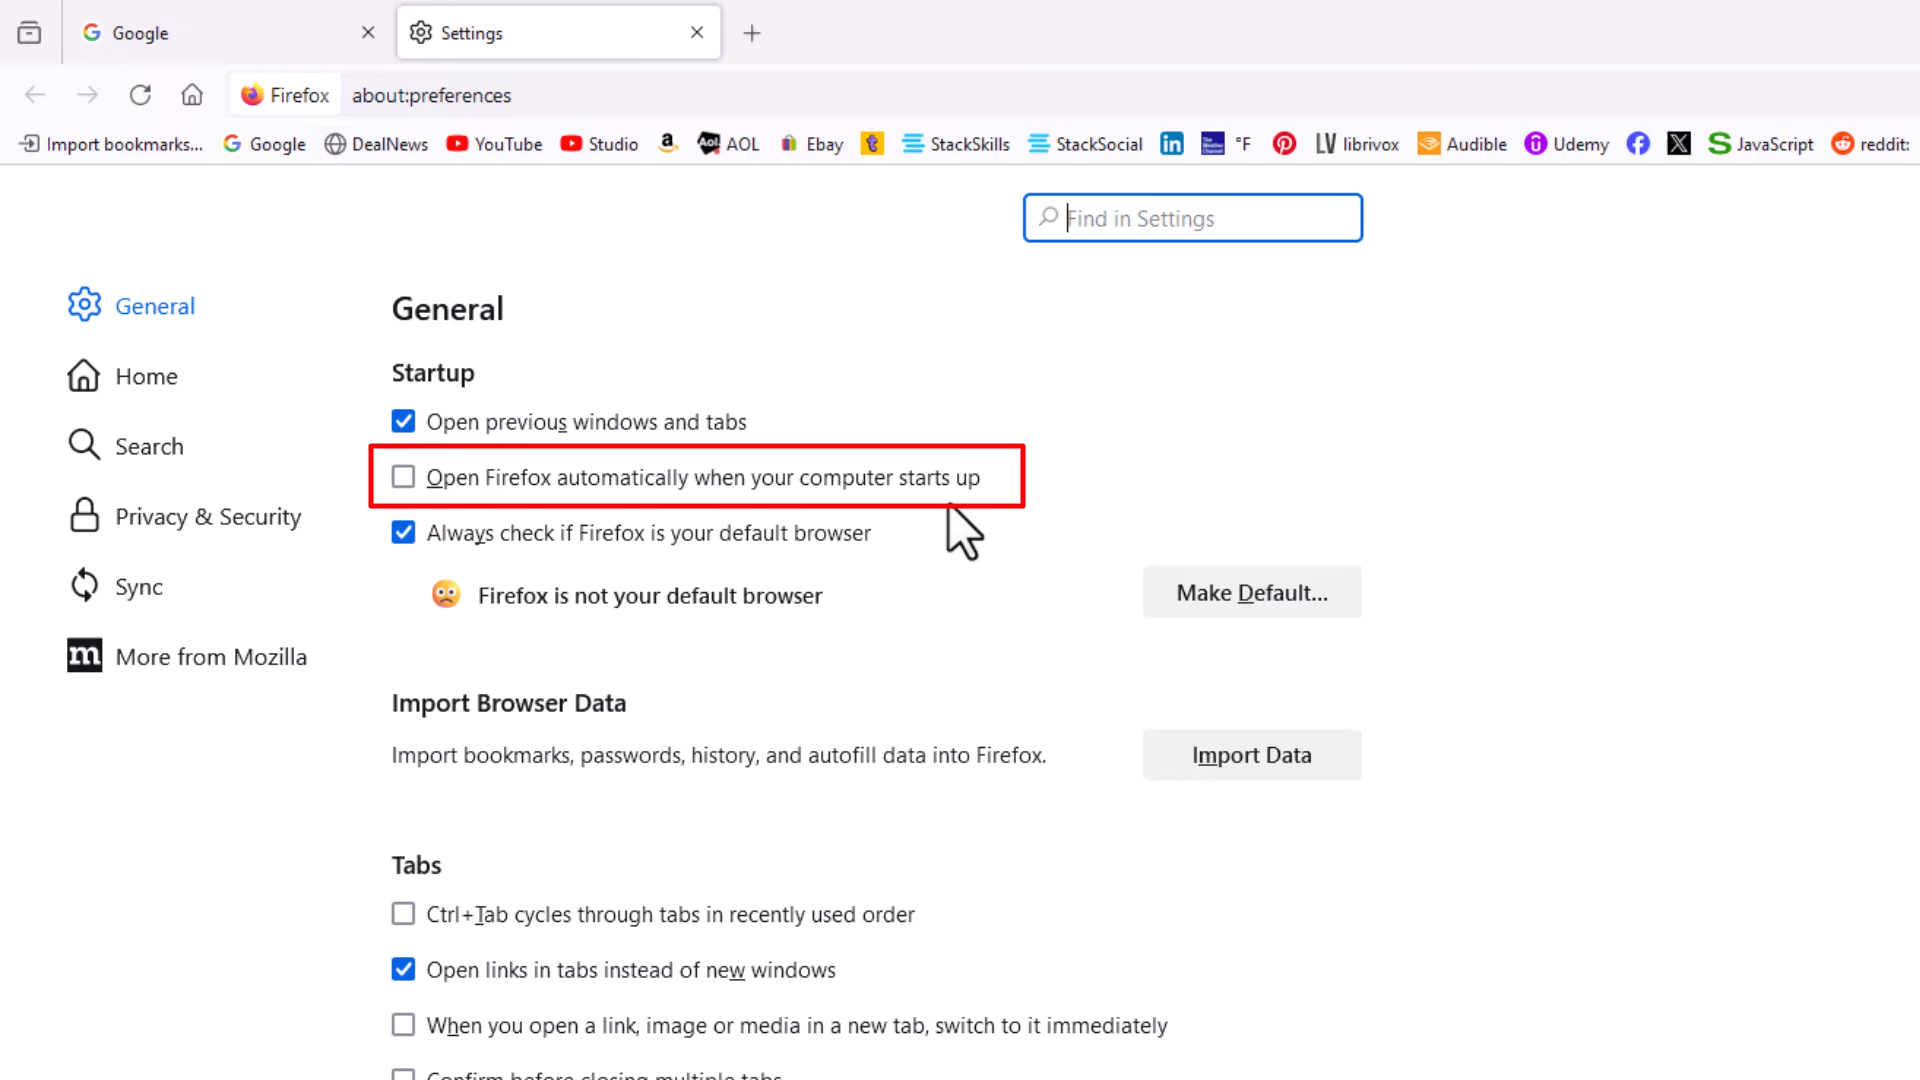 Google
Settings
Firefox about:preferences
Import bookmarks... Google DealNews YouTube Studio AOL Ebay StackSkills StackSocial °F librivox Audible Udemy JavaScript reddit:
Find in Settings
General
Home
Search
Privacy & Security
Sync
More from Mozilla
General
Startup
Open previous windows and tabs
Open Firefox automatically when your computer starts up
Always check if Firefox is your default browser
Firefox is not your default browser
Make Default...
Import Browser Data
Import bookmarks, passwords, history, and autofill data into Firefox.
Import Data
Tabs
Ctrl+Tab cycles through tabs in recently used order
Open links in tabs instead of new windows
When you open a link, image or media in a new tab, switch to it immediately
Confirm before closing multiple tabs